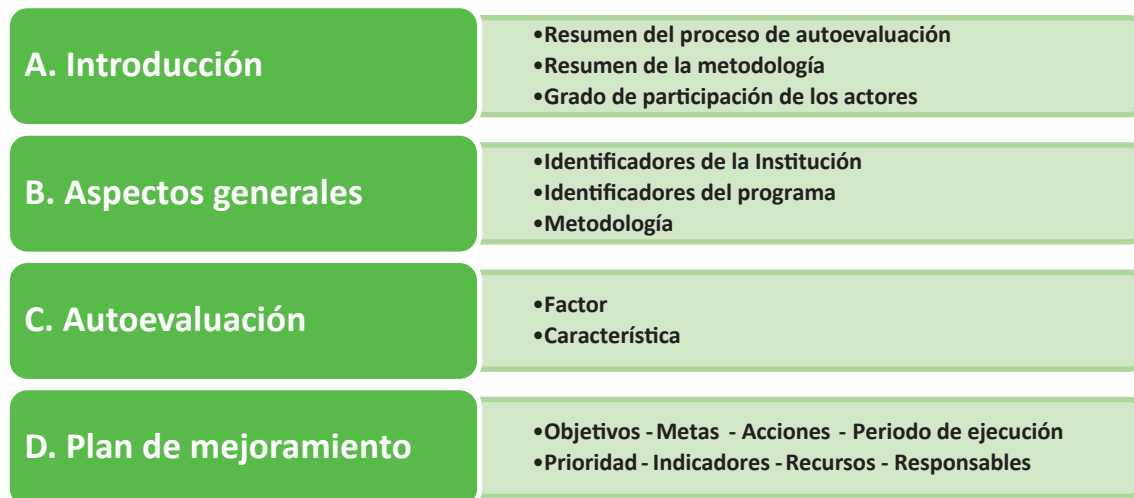 A. Introducción
•Resumen del proceso de autoevaluación
•Resumen de la metodología
•Grado de participación de los actores
B. Aspectos generales
•Identificadores de la Institución
•Identificadores del programa
•Metodología
C. Autoevaluación
•Factor
•Característica
D. Plan de mejoramiento
•Objetivos - Metas - Acciones - Periodo de ejecución
•Prioridad - Indicadores - Recursos - Responsables